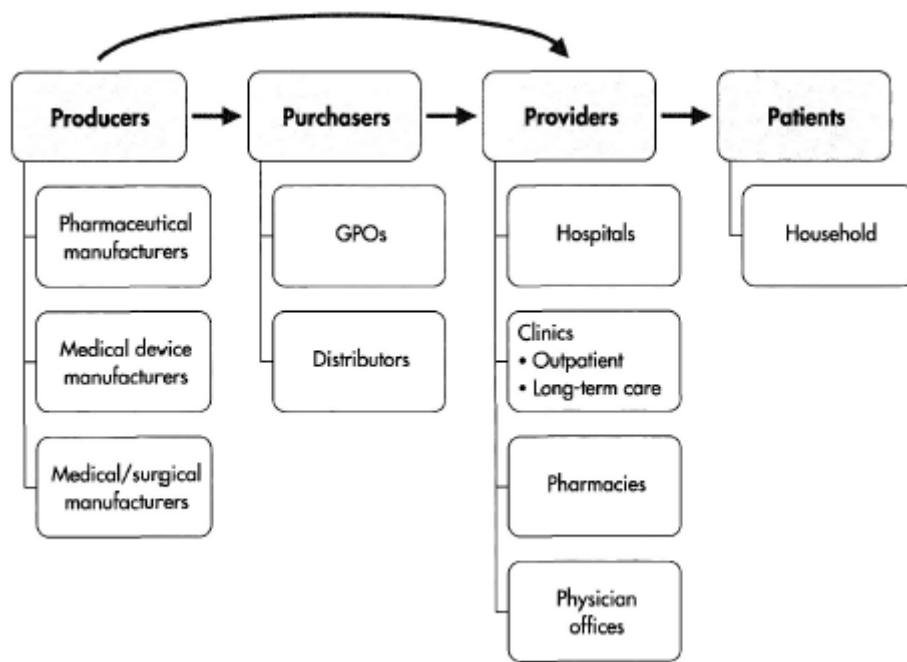 Producers
Purchasers
Providers
Patients
Pharmaceutical
manufacturers
Medical device
manufacturers
Medical/surgical
manufacturers
GPOs
Distributors
Hospitals
Clinics
• Outpatient
• Long-term care
Pharmacies
Physician
offices
Household